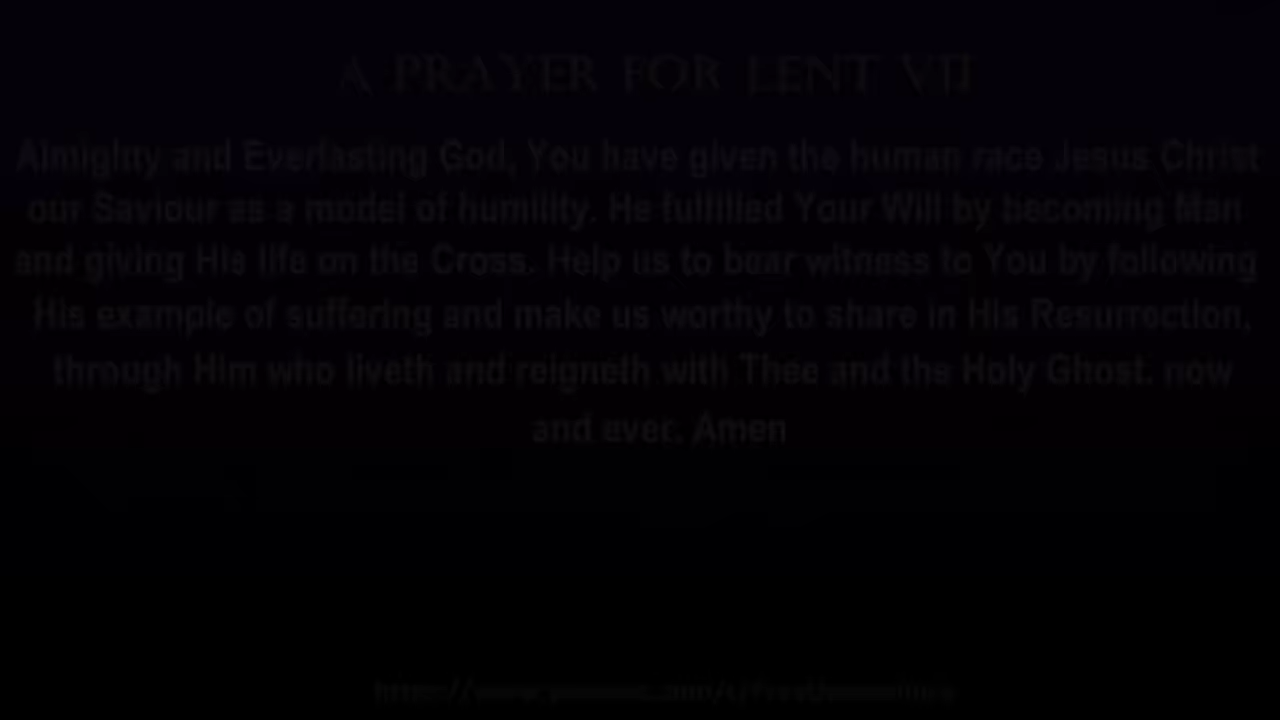 A PRAYER FOR LENT VII
Almighty and Everlasting God, You have given the human race Jesus Christ
our Saviour as a model of humility. He fulfilled Your Will by becoming Man
and giving His life on the Cross. Help us to bear witness to You by following
His example of suffering and make us worthy to share in His Resurrection,
through Him who liveth and reigneth with Thee and the Holy Ghost. now
and ever. Amen